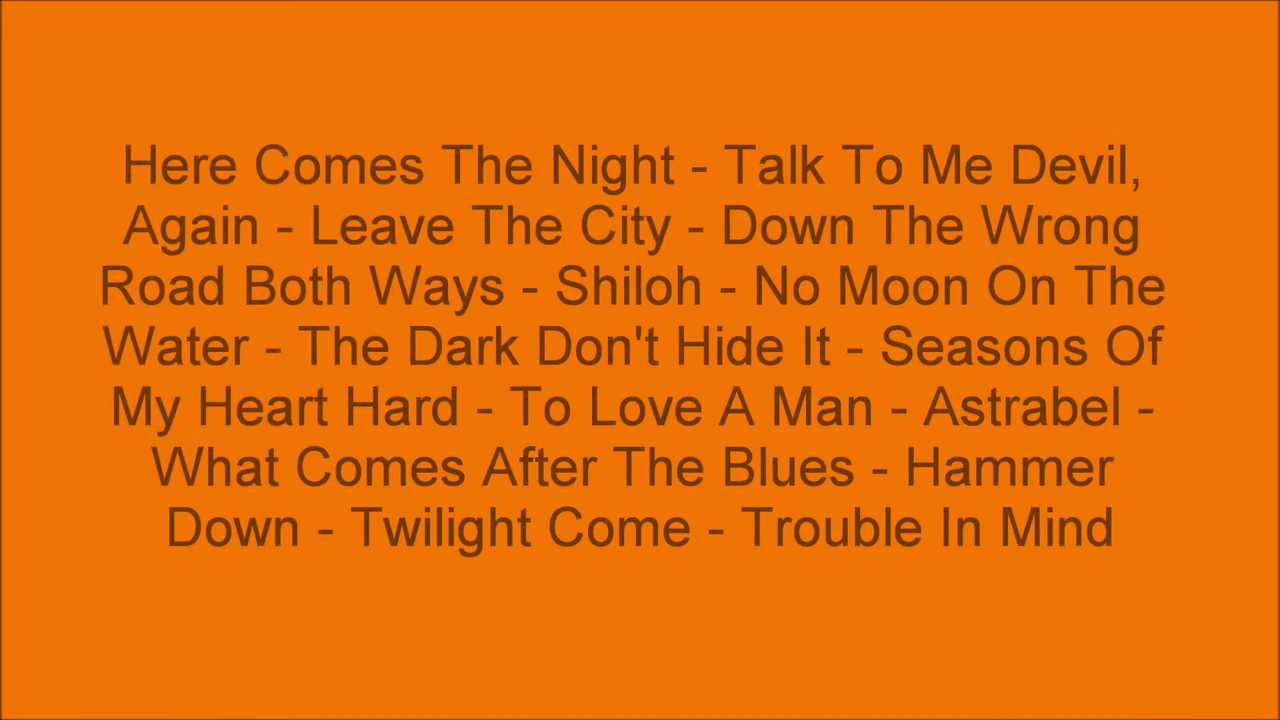 Here Comes The Night - Talk To Me Devil,
Again - Leave The City - Down The Wrong
Road Both Ways - Shiloh - No Moon On The
Water - The Dark Don't Hide It - Seasons Of
My Heart Hard - To Love A Man - Astrabel -
What Comes After The Blues - Hammer
Down - Twilight Come - Trouble In Mind